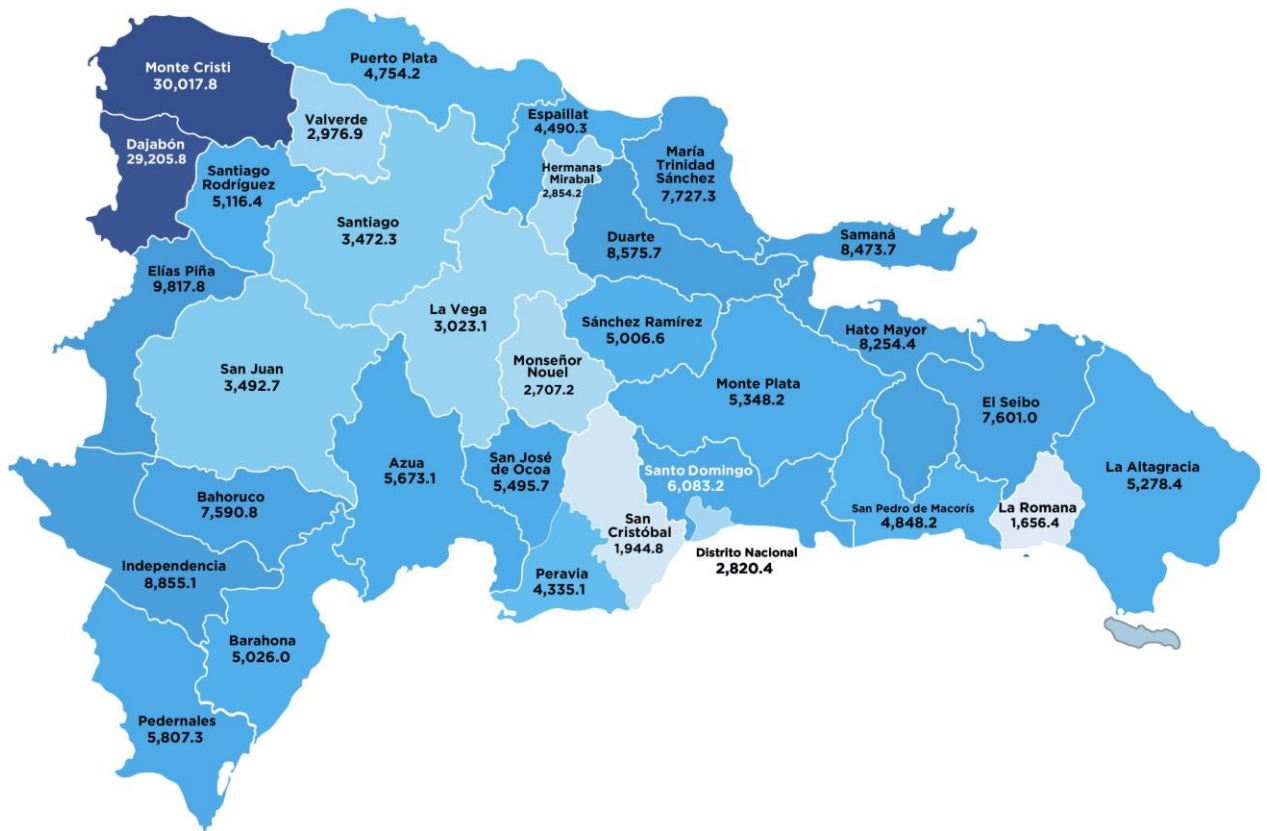 Puerto Plata
4,754.2
Monte Cristi
30,017.8
Valverde
2,976.9
Espaillat
4,490.3
Dajabón
29,205.8
Santiago
Rodríguez
5,116.4
Hermanas
Mirabal
2,854.2
María
Trinidad
Sánchez
7,727.3
Santiago
3,472.3
Duarte
8,575.7
Samaná
8,473.7
Elías Piña
9,817.8
La Vega
3,023.1
Sánchez Ramírez
5,006.6
Hato Mayor
8,254.4
San Juan
3,492.7
Monseñor
Nouel
2,707.2
Monte Plata
5,348.2
El Seibo
7,601.0
Azua
5,673.1
San José
de Ocoa
5,495.7
Santo Domingo
6,083.2
La Altagracia
5,278.4
Bahoruco
7,590.8
San
Cristóbal
1,944.8
San Pedro de Macorís
4,848.2
La Romana
1,656.4
Distrito Nacional
2,820.4
Independencia
8,855.1
Peravia
4,335.1
Barahona
5,026.0
Pedernales
5,807.3